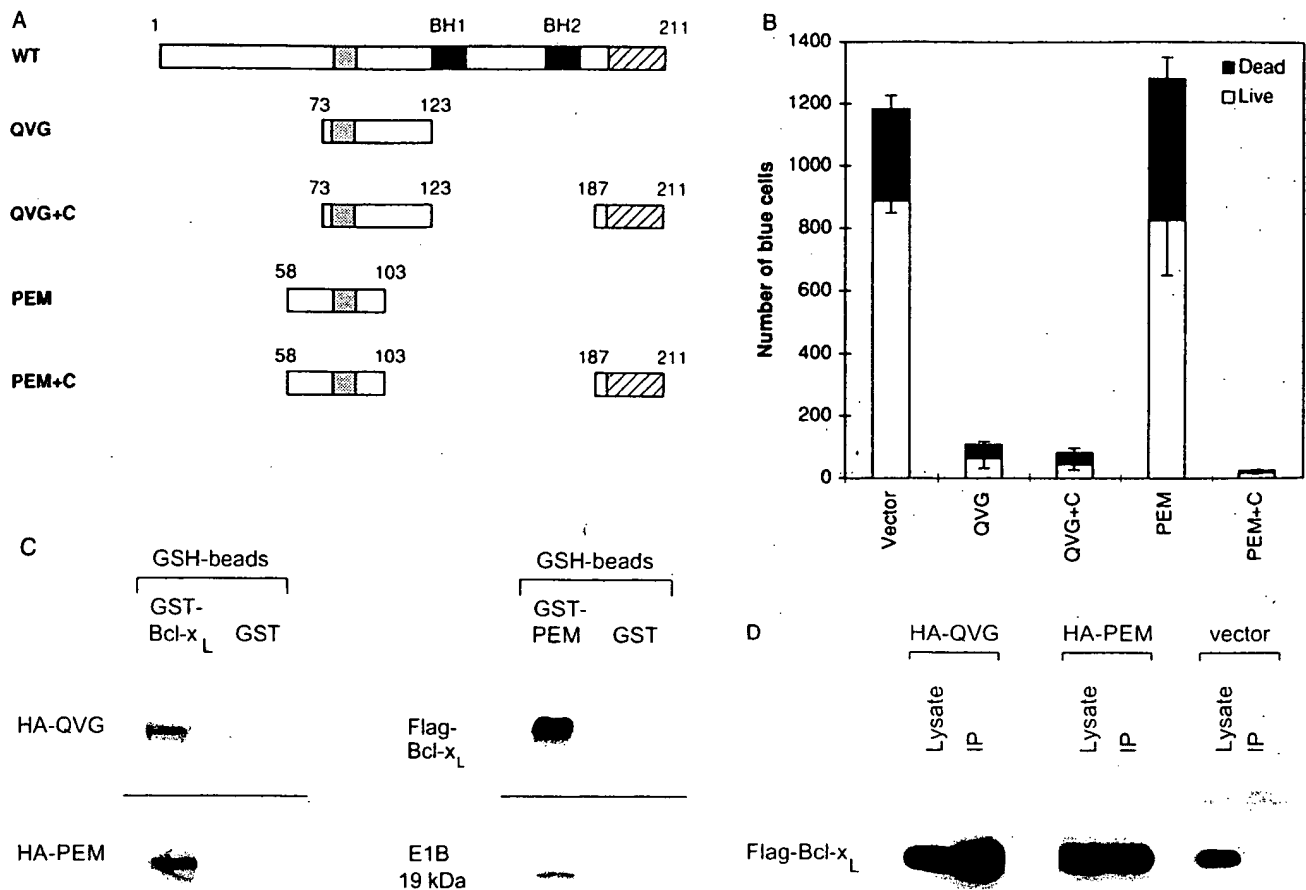 A
1 BH1 BH2 211
WT
73 123
QVG
73 123 187 211
QVG+C
58 103
PEM
58 103 187 211
PEM+C
B
1400
1200
1000
800
600
400
200
0
Number of blue cells
Dead
Live
Vector
QVG
QVG+C
PEM
PEM+C
C
GSH-beads
GST-
Bcl-xL GST
HA-QVG
HA-PEM
GSH-beads
GST-
PEM GST
Flag-
Bcl-xL
E1B
19 kDa
D
HA-QVG HA-PEM vector
Lysate IP Lysate IP Lysate IP
Flag-Bcl-xL